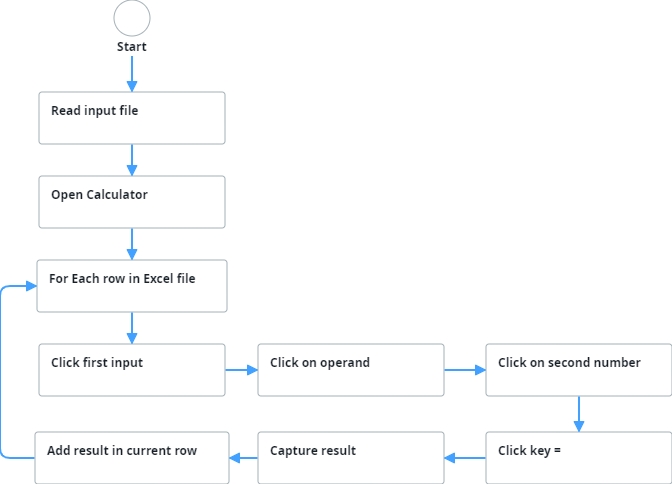 Start
Read input file
Open Calculator
For Each row in Excel file
Click first input
Click on operand
Click on second number
Click key =
Capture result
Add result in current row